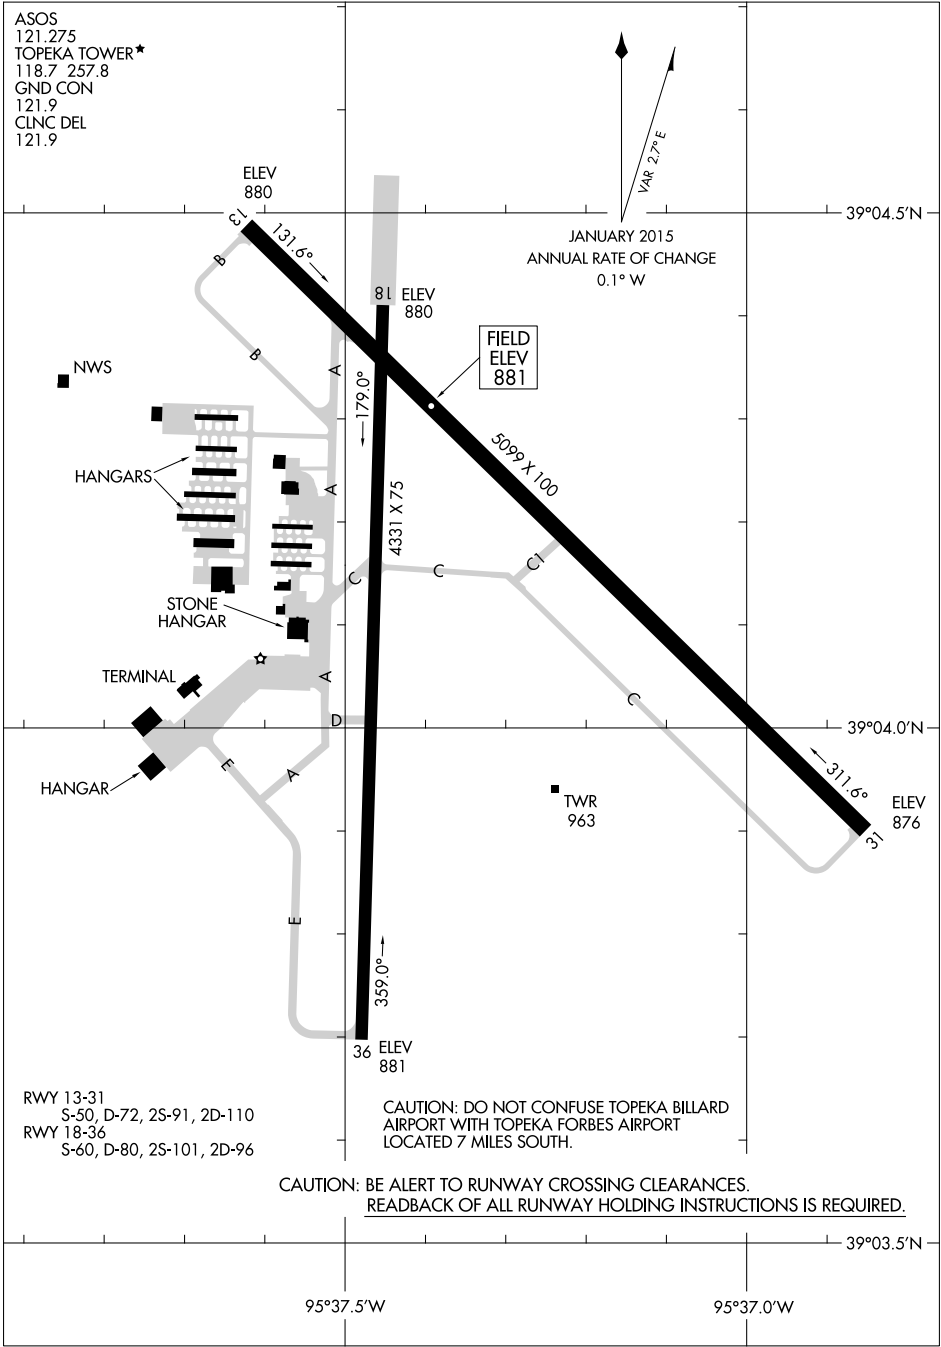 ASOS
121.275
TOPEKA TOWER★
118.7 257.8
GND CON
121.9
CLNC DEL
121.9
VAR 2.7° E
JANUARY 2015
ANNUAL RATE OF CHANGE
0.1° W
39°04.5'N
ELEV
880
13
131.6°
B
B
18
ELEV
880
FIELD
ELEV
881
A
NWS
179.0°
HANGARS
5099 X 100
A
4331 X 75
C
C
C1
STONE
HANGAR
TERMINAL
A
C
D
39°04.0'N
E
A
HANGAR
TWR
963
311.6°
ELEV
876
31
E
359.0°
36
ELEV
881
RWY 13-31
S-50, D-72, 2S-91, 2D-110
RWY 18-36
S-60, D-80, 2S-101, 2D-96
CAUTION: DO NOT CONFUSE TOPEKA BILLARD
AIRPORT WITH TOPEKA FORBES AIRPORT
LOCATED 7 MILES SOUTH.
CAUTION: BE ALERT TO RUNWAY CROSSING CLEARANCES.
READBACK OF ALL RUNWAY HOLDING INSTRUCTIONS IS REQUIRED.
39°03.5'N
95°37.5'W
95°37.0'W